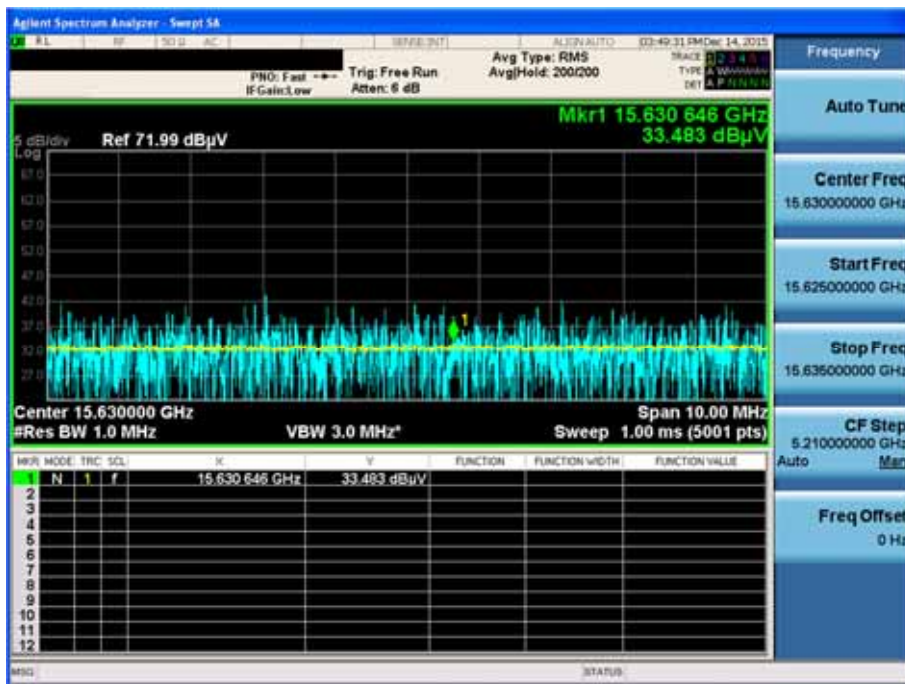 Agilent Spectrum Analyzer - Swept SA
RL RF 50 Ω AC SENSE:INT ALIGN AUTO 03:49:31 PM Dec 14, 2015
Avg Type: RMS TRACE 1 2 3 4 5 6
PNO: Fast Trig: Free Run Avg|Hold: 200/200 TYPE A W
IFGain:Low Atten: 6 dB DET A P N N N N
Frequency
Auto Tune
Center Freq
15.630000000 GHz
Start Freq
15.625000000 GHz
Stop Freq
15.635000000 GHz
CF Step
5.210000000 GHz
Auto Man
Freq Offset
0 Hz
Mkr1 15.630 646 GHz
5 dB/div Ref 71.99 dBµV 33.483 dBµV
Log
67.0
62.0
57.0
52.0
47.0
42.0
37.0
32.0
27.0
1
Center 15.630000 GHz Span 10.00 MHz
#Res BW 1.0 MHz VBW 3.0 MHz* Sweep 1.00 ms (5001 pts)
MKR MODE TRC SCL X Y FUNCTION FUNCTION WIDTH FUNCTION VALUE
1 N 1 f 15.630 646 GHz 33.483 dBµV
2
3
4
5
6
7
8
9
10
11
12
MSG STATUS